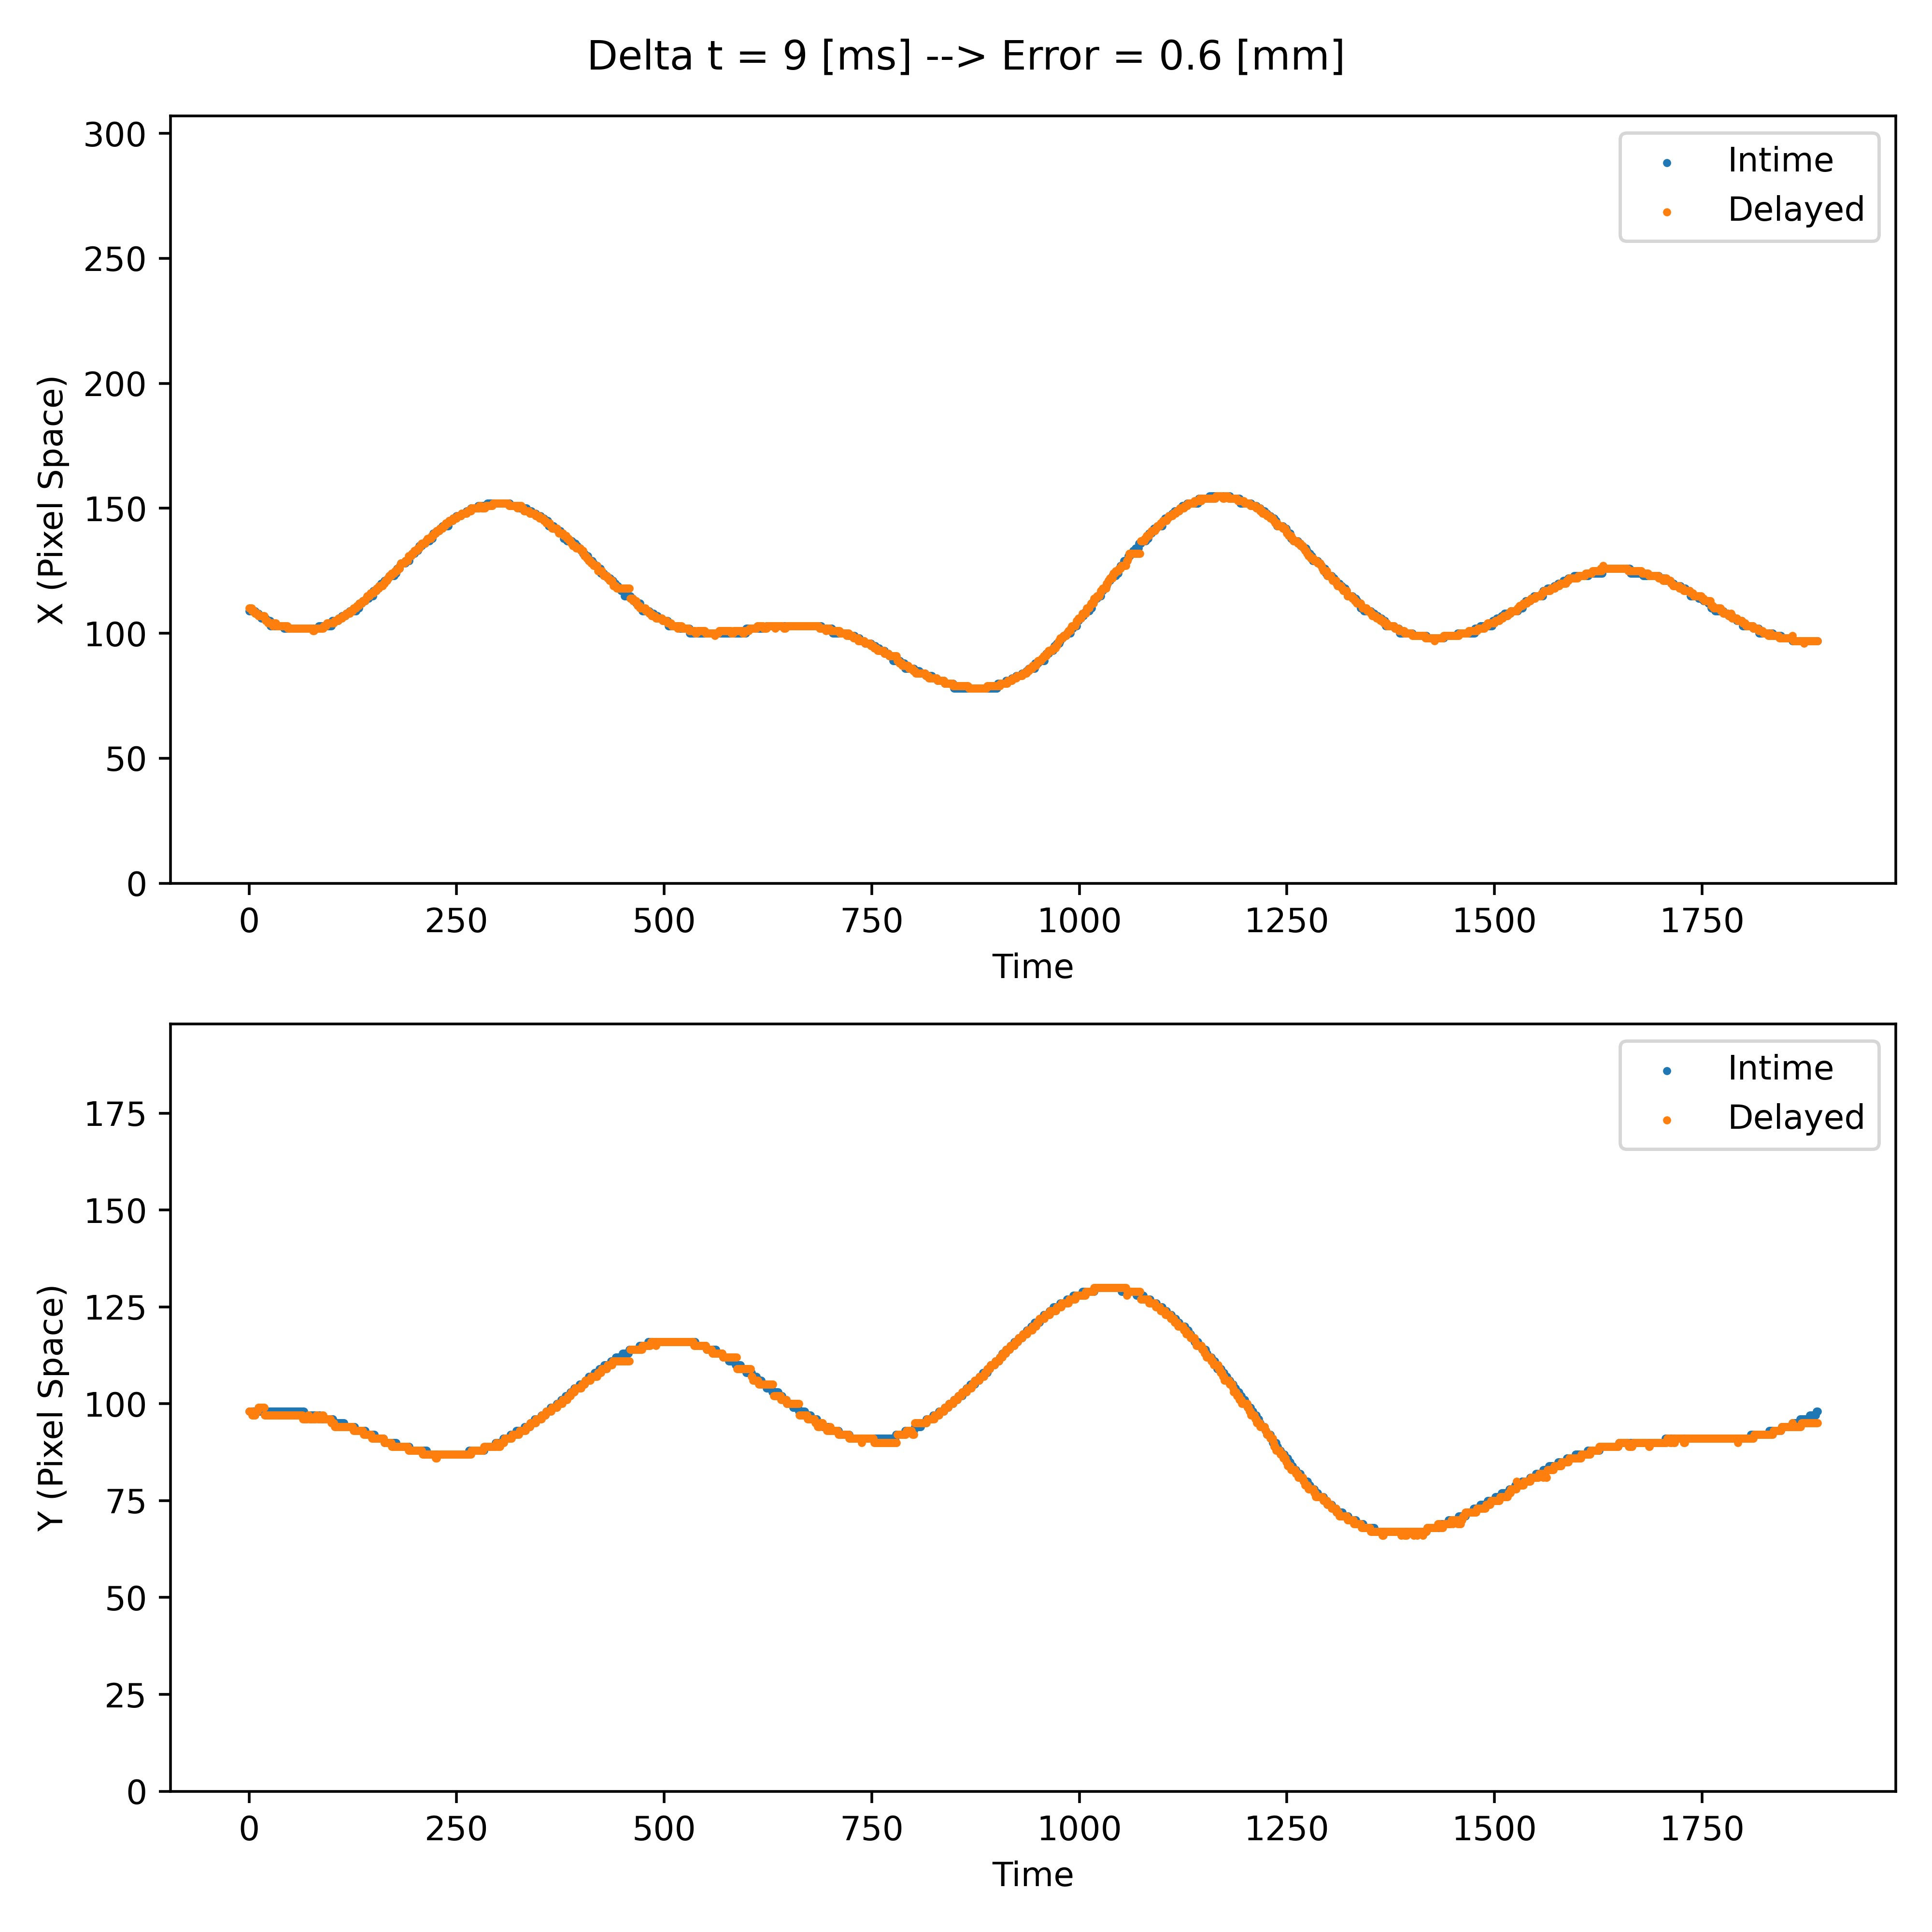 Delta t = 9 [ms] --> Error = 0.6 [mm]
300
250
200
150
100
50
0
X (Pixel Space)
Intime
Delayed
0 250 500 750 1000 1250 1500 1750
Time
175
150
125
100
75
50
25
0
Y (Pixel Space)
Intime
Delayed
0 250 500 750 1000 1250 1500 1750
Time